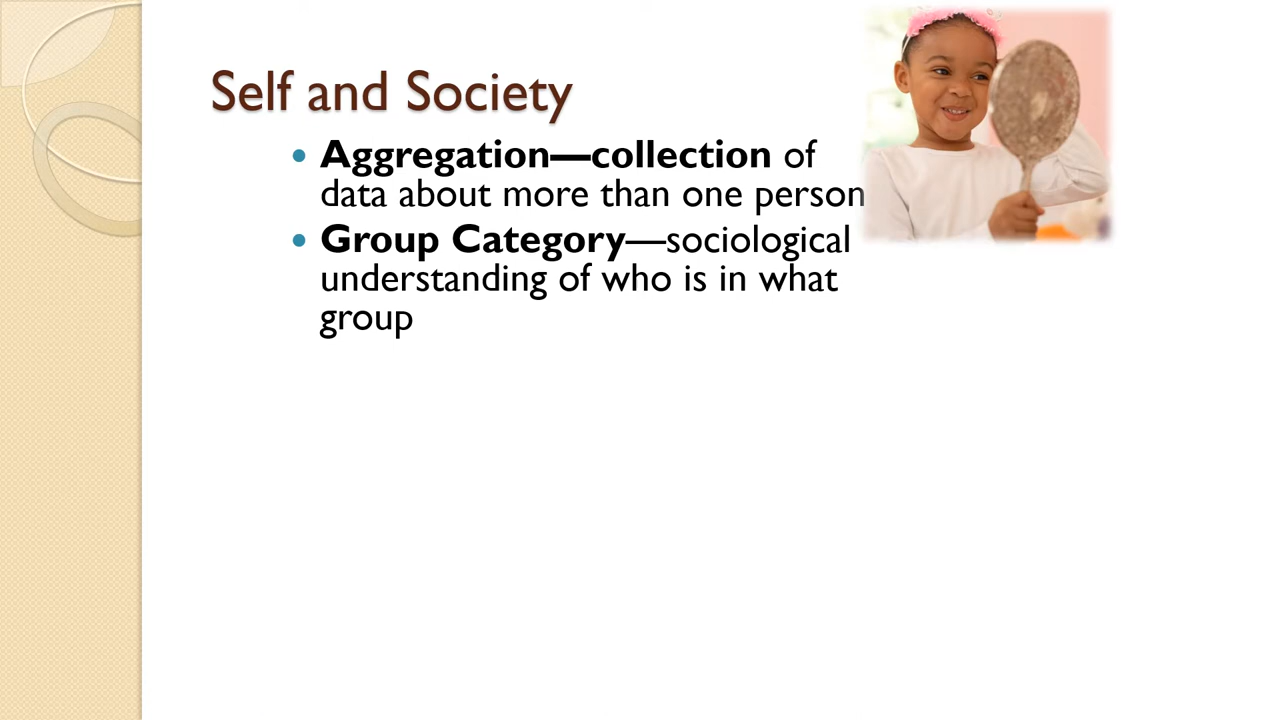 Self and Society
• Aggregation—collection of
data about more than one person
• Group Category—sociological
understanding of who is in what
group